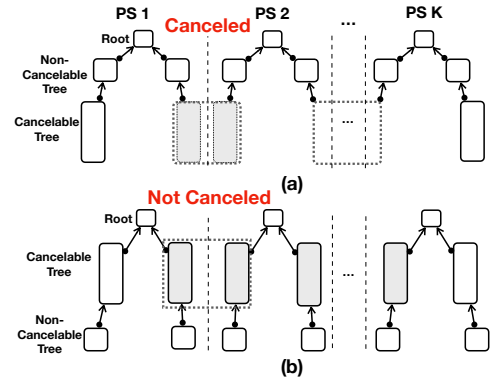 PS 1 PS 2 ... PS K
Root Canceled
Non-
Cancelable
Tree
Cancelable
Tree
...
(a)
Not Canceled
Root
Cancelable
Tree
...
Non-
Cancelable
Tree
(b)